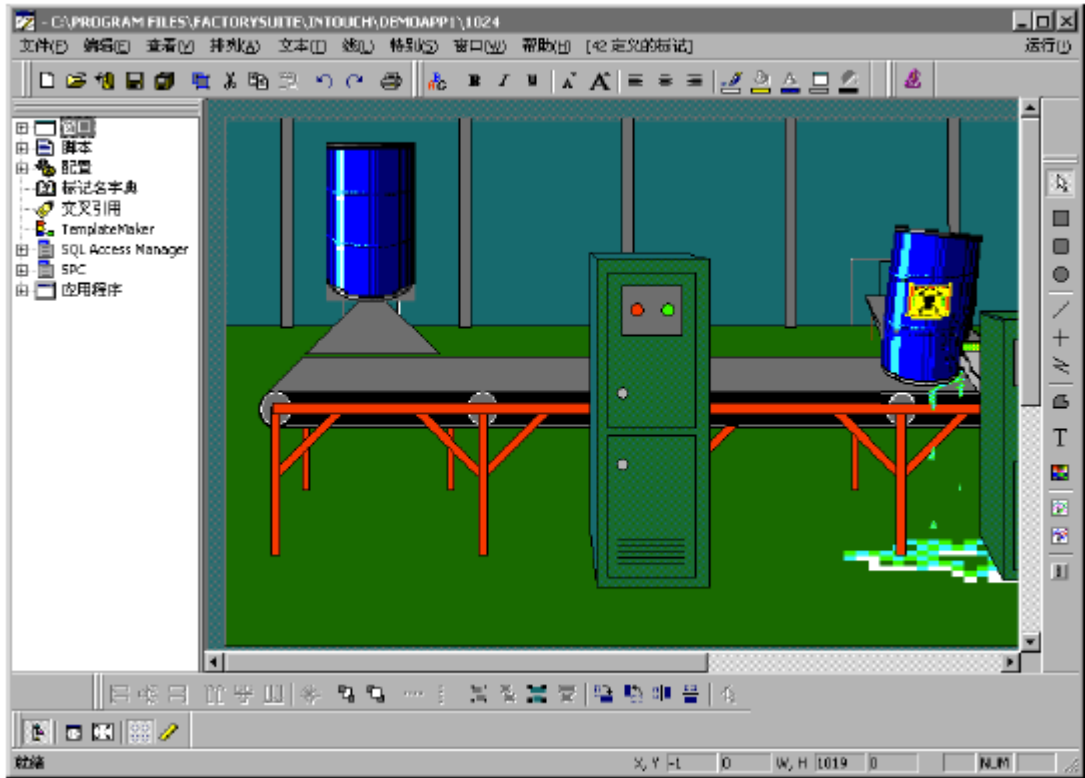 - C:\PROGRAM FILES\FACTORYSUITE\INTOUCH\DEMOAPP1\1024
文件(F) 编辑(E) 查看(V) 排列(A) 文本(T) 线(L) 特别(S) 窗口(W) 帮助(H) [42 定义的标记] 运行(!)
窗口
脚本
配置
标记名字典
交叉引用
TemplateMaker
SQL Access Manager
SPC
应用程序
就绪 X, Y -1 0 W, H 1019 0 NUM